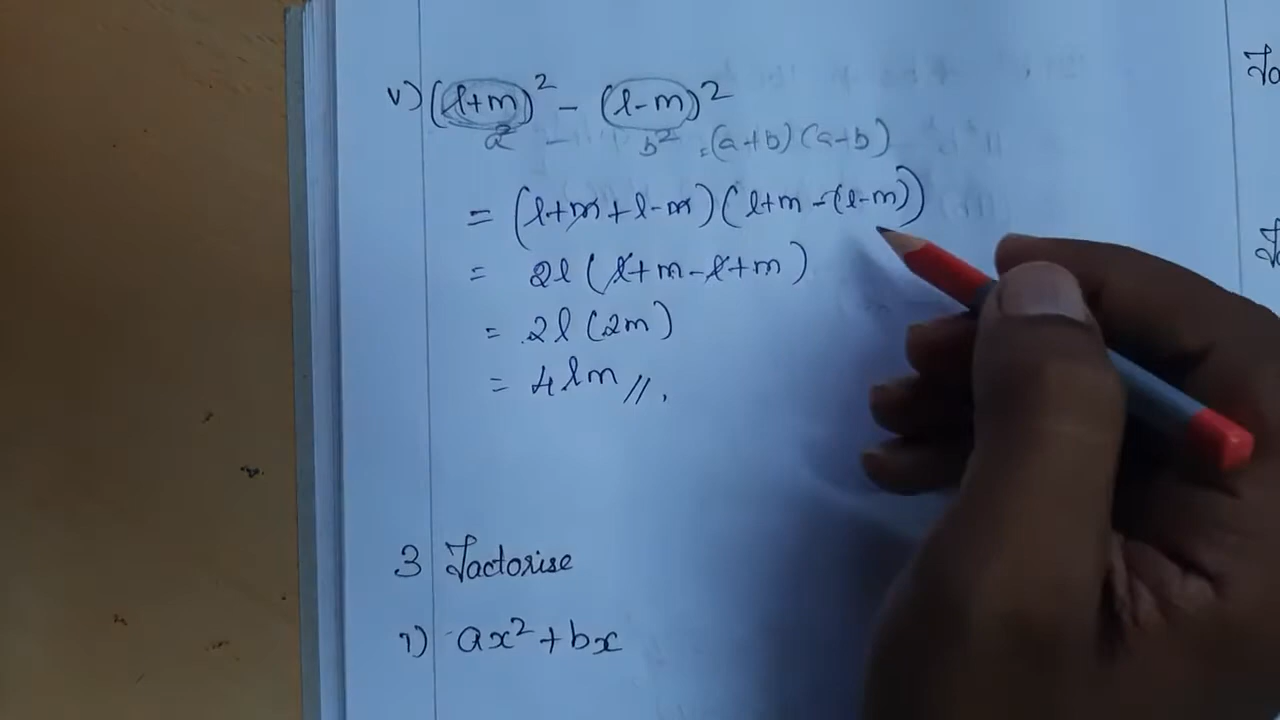 v) (l+m)² - (l-m)²
a² - b² = (a+b)(a-b)
= (l+m+l-m)(l+m-(l-m))
= 2l(l+m-l+m)
= 2l(2m)
= 4lm //.
3 Factorise
i) ax²+bx